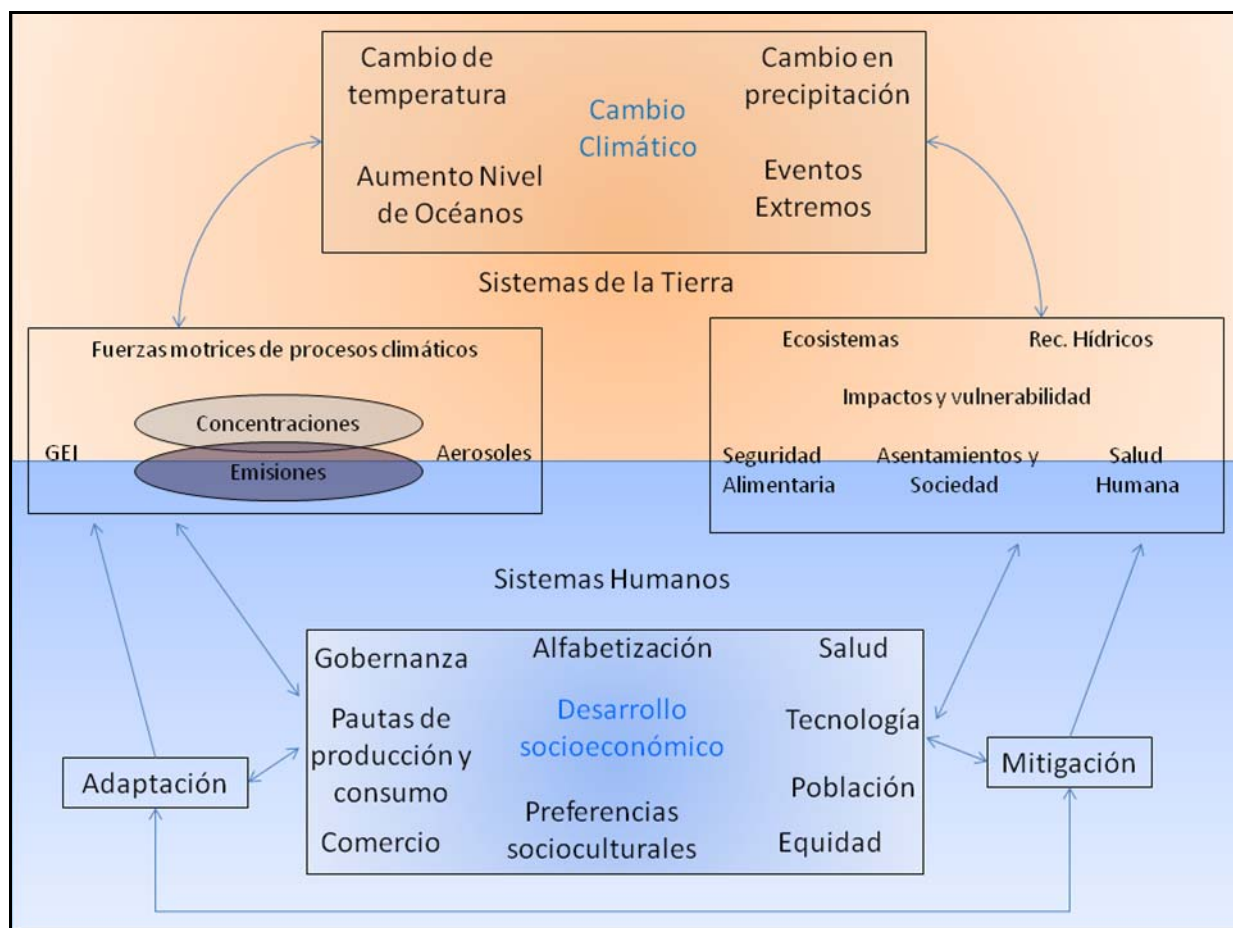 Cambio de
temperatura
Cambio
Climático
Cambio en
precipitación
Aumento Nivel
de Océanos
Eventos
Extremos
Sistemas de la Tierra
Fuerzas motrices de procesos climáticos
Concentraciones
GEI
Aerosoles
Emisiones
Ecosistemas
Rec. Hídricos
Impactos y vulnerabilidad
Seguridad
Alimentaria
Asentamientos y
Sociedad
Salud
Humana
Sistemas Humanos
Gobernanza
Alfabetización
Salud
Pautas de
producción y
consumo
Desarrollo
socioeconómico
Tecnología
Adaptación
Mitigación
Población
Comercio
Preferencias
socioculturales
Equidad